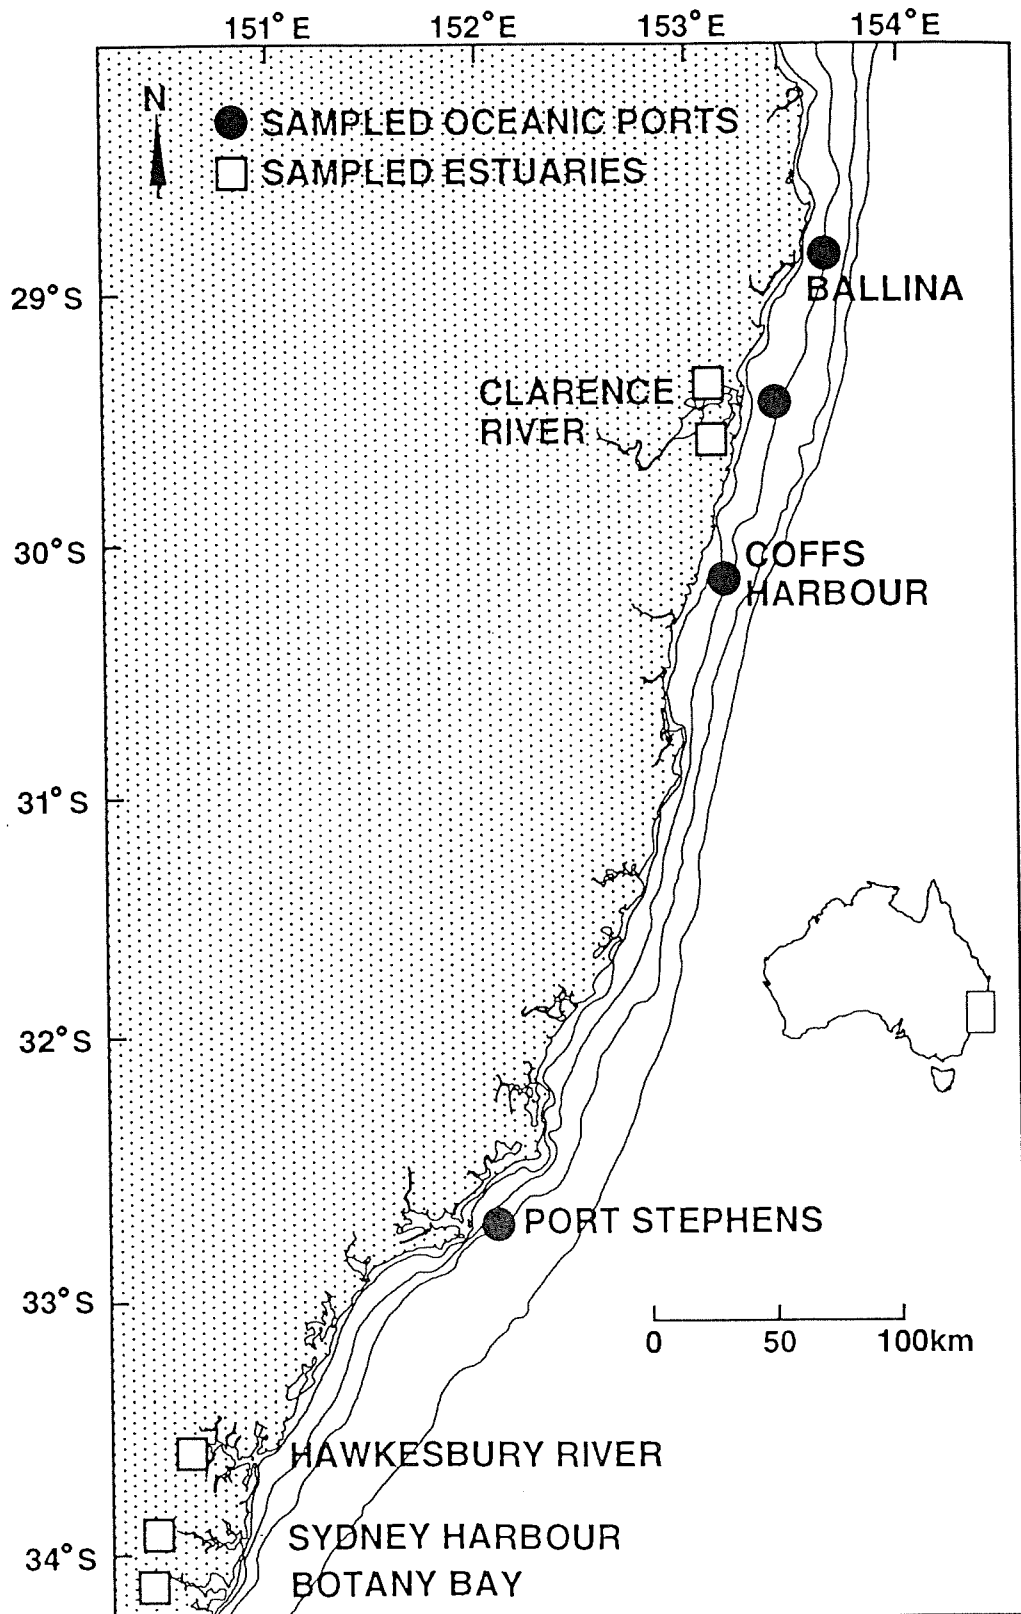 151°E 152°E 153°E 154°E
N
SAMPLED OCEANIC PORTS
SAMPLED ESTUARIES
BALLINA
29°S
CLARENCE
RIVER
30°S
COFFS
HARBOUR
31°S
32°S
PORT STEPHENS
33°S
0 50 100km
HAWKESBURY RIVER
SYDNEY HARBOUR
34°S
BOTANY BAY